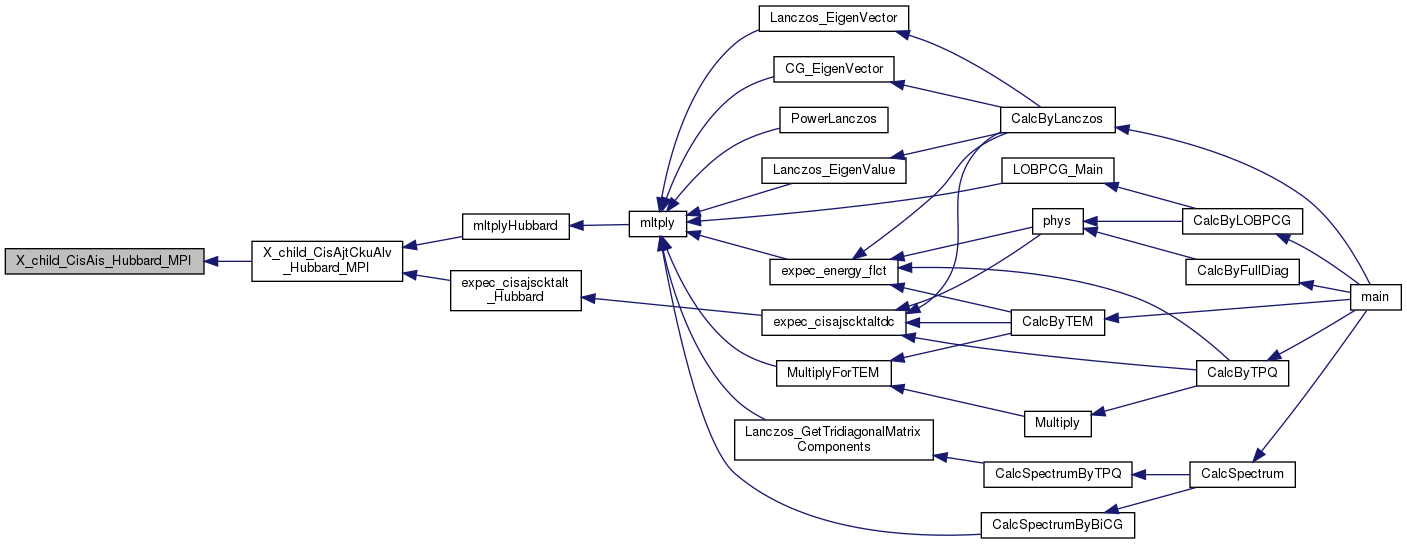 Lanczos_EigenVector
CG_EigenVector
PowerLanczos
CalcByLanczos
Lanczos_EigenValue
LOBPCG_Main
mltplyHubbard
mltply
phys
CalcByLOBPCG
X_child_CisAis_Hubbard_MPI
X_child_CisAjtCkuAlv
_Hubbard_MPI
expec_energy_flct
CalcByFullDiag
expec_cisajscktalt
_Hubbard
main
expec_cisajscktaltdc
CalcByTEM
MultiplyForTEM
CalcByTPQ
Multiply
Lanczos_GetTridiagonalMatrix
Components
CalcSpectrumByTPQ
CalcSpectrum
CalcSpectrumByBiCG